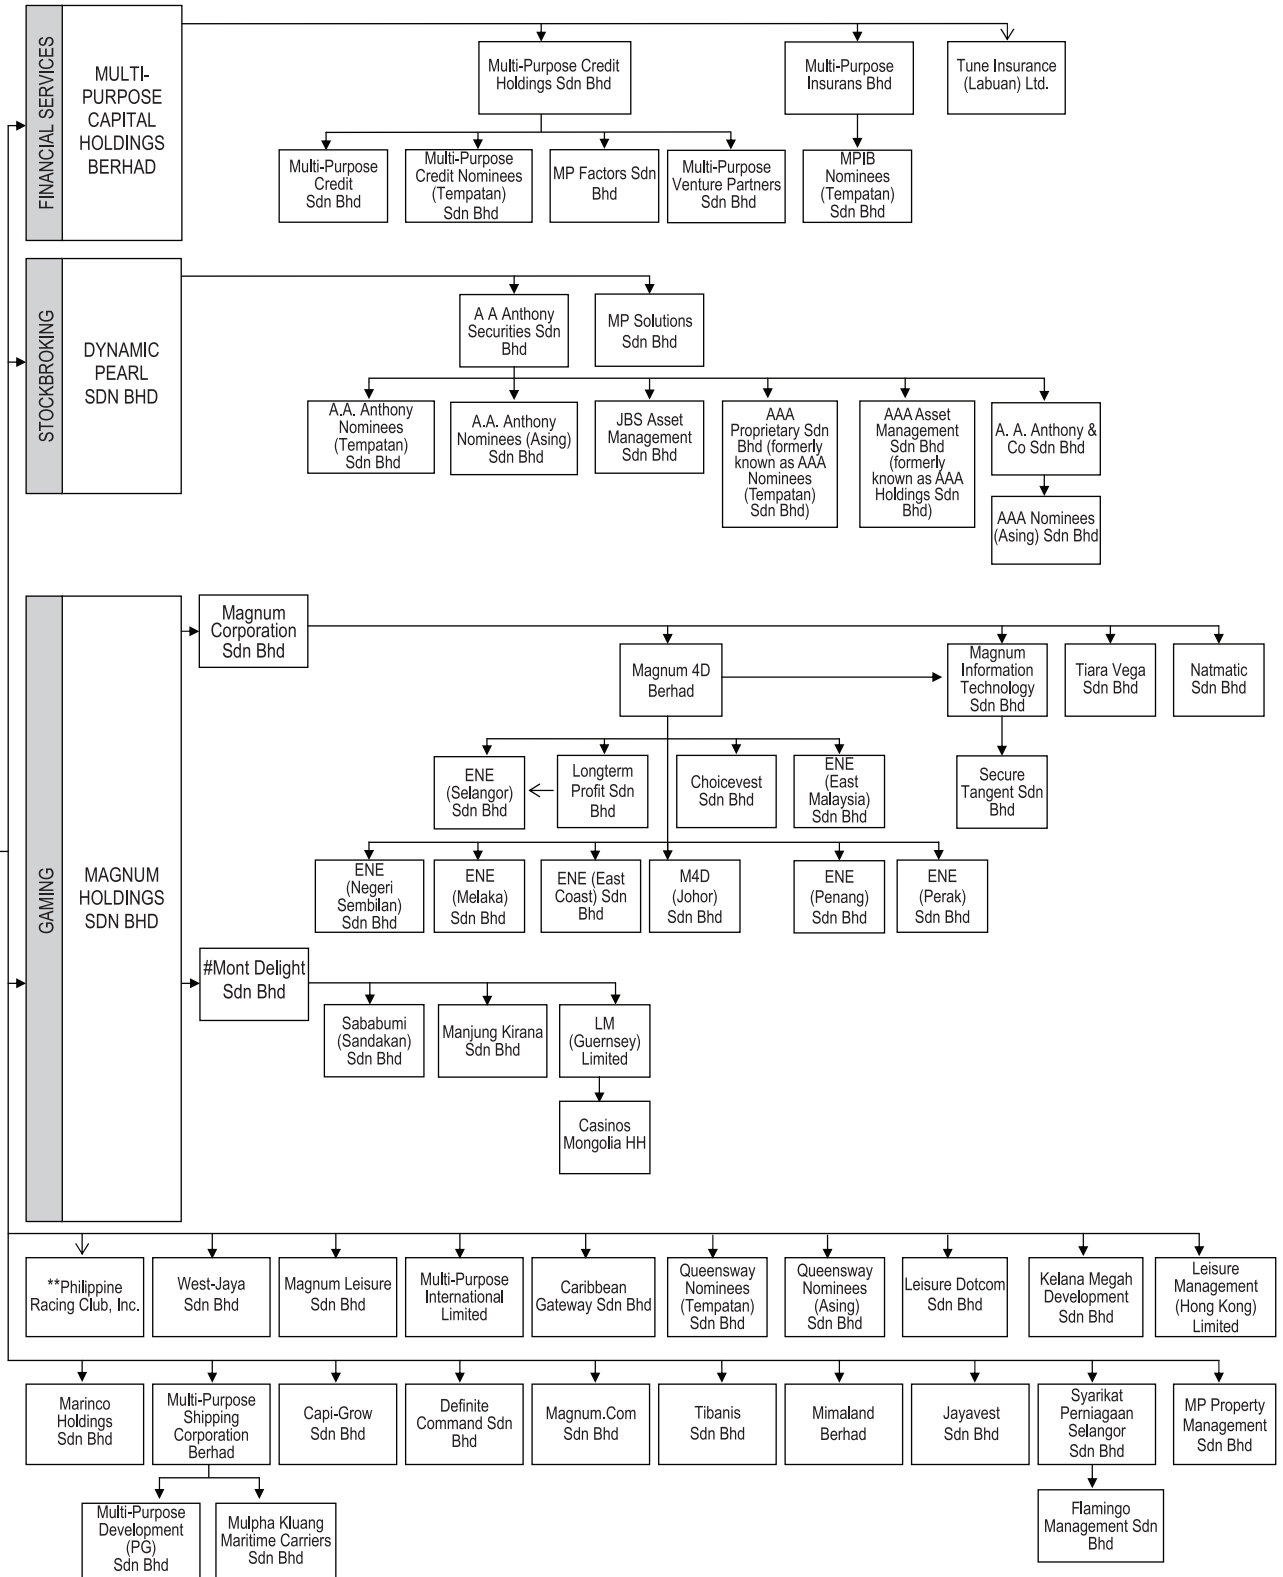 FINANCIAL SERVICES
MULTI-
PURPOSE
CAPITAL
HOLDINGS
BERHAD
Multi-Purpose Credit
Holdings Sdn Bhd
Multi-Purpose
Insurans Bhd
Tune Insurance
(Labuan) Ltd.
Multi-Purpose
Credit
Sdn Bhd
Multi-Purpose
Credit Nominees
(Tempatan)
Sdn Bhd
MP Factors Sdn
Bhd
Multi-Purpose
Venture Partners
Sdn Bhd
MPIB
Nominees
(Tempatan)
Sdn Bhd
STOCKBROKING
DYNAMIC
PEARL
SDN BHD
A A Anthony
Securities Sdn
Bhd
MP Solutions
Sdn Bhd
A.A. Anthony
Nominees
(Tempatan)
Sdn Bhd
A.A. Anthony
Nominees (Asing)
Sdn Bhd
JBS Asset
Management
Sdn Bhd
AAA
Proprietary Sdn
Bhd (formerly
known as AAA
Nominees
(Tempatan)
Sdn Bhd)
AAA Asset
Management
Sdn Bhd
(formerly
known as AAA
Holdings Sdn
Bhd)
A. A. Anthony &
Co Sdn Bhd
AAA Nominees
(Asing) Sdn Bhd
GAMING
MAGNUM
HOLDINGS
SDN BHD
Magnum
Corporation
Sdn Bhd
Magnum 4D
Berhad
Magnum
Information
Technology
Sdn Bhd
Tiara Vega
Sdn Bhd
Natmatic
Sdn Bhd
ENE
(Selangor)
Sdn Bhd
Longterm
Profit Sdn
Bhd
Choicevest
Sdn Bhd
ENE
(East
Malaysia)
Sdn Bhd
Secure
Tangent Sdn
Bhd
ENE
(Negeri
Sembilan)
Sdn Bhd
ENE
(Melaka)
Sdn Bhd
ENE (East
Coast) Sdn
Bhd
M4D
(Johor)
Sdn Bhd
ENE
(Penang)
Sdn Bhd
ENE
(Perak)
Sdn Bhd
#Mont Delight
Sdn Bhd
Sababumi
(Sandakan)
Sdn Bhd
Manjung Kirana
Sdn Bhd
LM
(Guernsey)
Limited
Casinos
Mongolia HH
**Philippine
Racing Club, Inc.
West-Jaya
Sdn Bhd
Magnum Leisure
Sdn Bhd
Multi-Purpose
International
Limited
Caribbean
Gateway Sdn Bhd
Queensway
Nominees
(Tempatan)
Sdn Bhd
Queensway
Nominees
(Asing)
Sdn Bhd
Leisure Dotcom
Sdn Bhd
Kelana Megah
Development
Sdn Bhd
Leisure
Management
(Hong Kong)
Limited
Marinco
Holdings
Sdn Bhd
Multi-Purpose
Shipping
Corporation
Berhad
Capi-Grow
Sdn Bhd
Definite
Command Sdn
Bhd
Magnum.Com
Sdn Bhd
Tibanis
Sdn Bhd
Mimaland
Berhad
Jayavest
Sdn Bhd
Syarikat
Perniagaan
Selangor
Sdn Bhd
MP Property
Management
Sdn Bhd
Multi-Purpose
Development
(PG)
Sdn Bhd
Mulpha Kluang
Maritime Carriers
Sdn Bhd
Flamingo
Management Sdn
Bhd